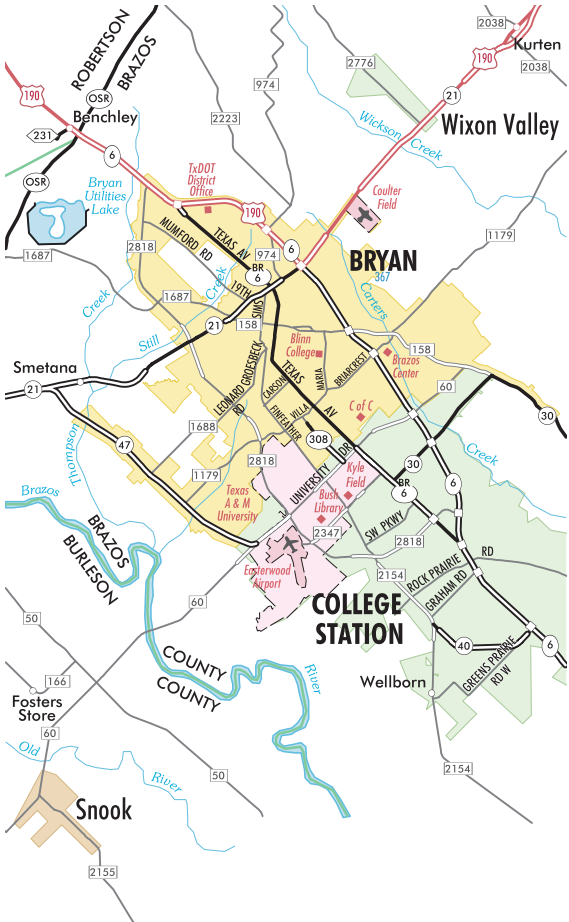 2038
190
Kurten
2038
ROBERTSON
BRAZOS
974
2776
190
OSR
21
Benchley
2223
Wickson
Creek
Wixon Valley
231
6
TxDOT
District
Office
Coulter
Field
OSR
Bryan
Utilities
Lake
190
1179
2818
MUMFORD RD
TEXAS AV
974
6
BRYAN
367
1687
BR
6
Creek
19TH
1687
SIMS
Creek
Still
21
158
Carters
Blinn
College
MARIA
BRIARCREST
158
Brazos
Center
Smetana
21
LEONARD GROESBECK
RD
CARSON
TEXAS
AV
60
VILLA
FINFEATHER
C of C
30
47
1688
308
Thompson
2818
UNIVERSITY
DR
Creek
1179
Kyle
Field
30
BR
6
6
Brazos
Texas
A & M
University
Bush
Library
BRAZOS
BURLESON
2347
SW PKWY
2818
Easterwood
Airport
2154
ROCK PRAIRIE
RD
GRAHAM RD
60
50
COLLEGE
STATION
40
6
COUNTY
COUNTY
River
GREENS PRAIRIE
RD W
Wellborn
166
Fosters
Store
60
Old
River
50
2154
Snook
2155